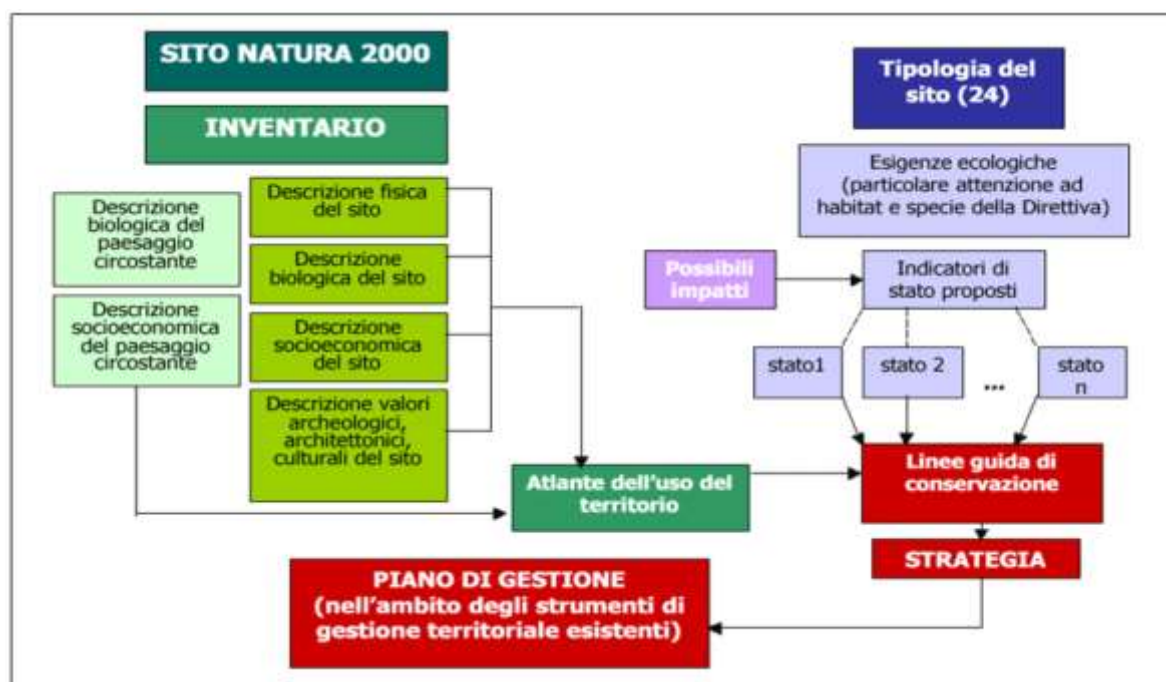 SITO NATURA 2000
INVENTARIO
Descrizione
biologica del
paesaggio
circostante
Descrizione
socioeconomica
del paesaggio
circostante
Descrizione fisica
del sito
Descrizione
biologica del sito
Descrizione
socioeconomica
del sito
Descrizione valori
archeologici,
architettonici,
culturali del sito
Atlante dell'uso del
territorio
Tipologia del
sito (24)
Esigenze ecologiche
(particolare attenzione ad
habitat e specie della Direttiva)
Possibili
impatti
Indicatori di
stato proposti
stato1
stato 2
...
stato
n
Linee guida di
conservazione
STRATEGIA
PIANO DI GESTIONE
(nell'ambito degli strumenti di
gestione territoriale esistenti)